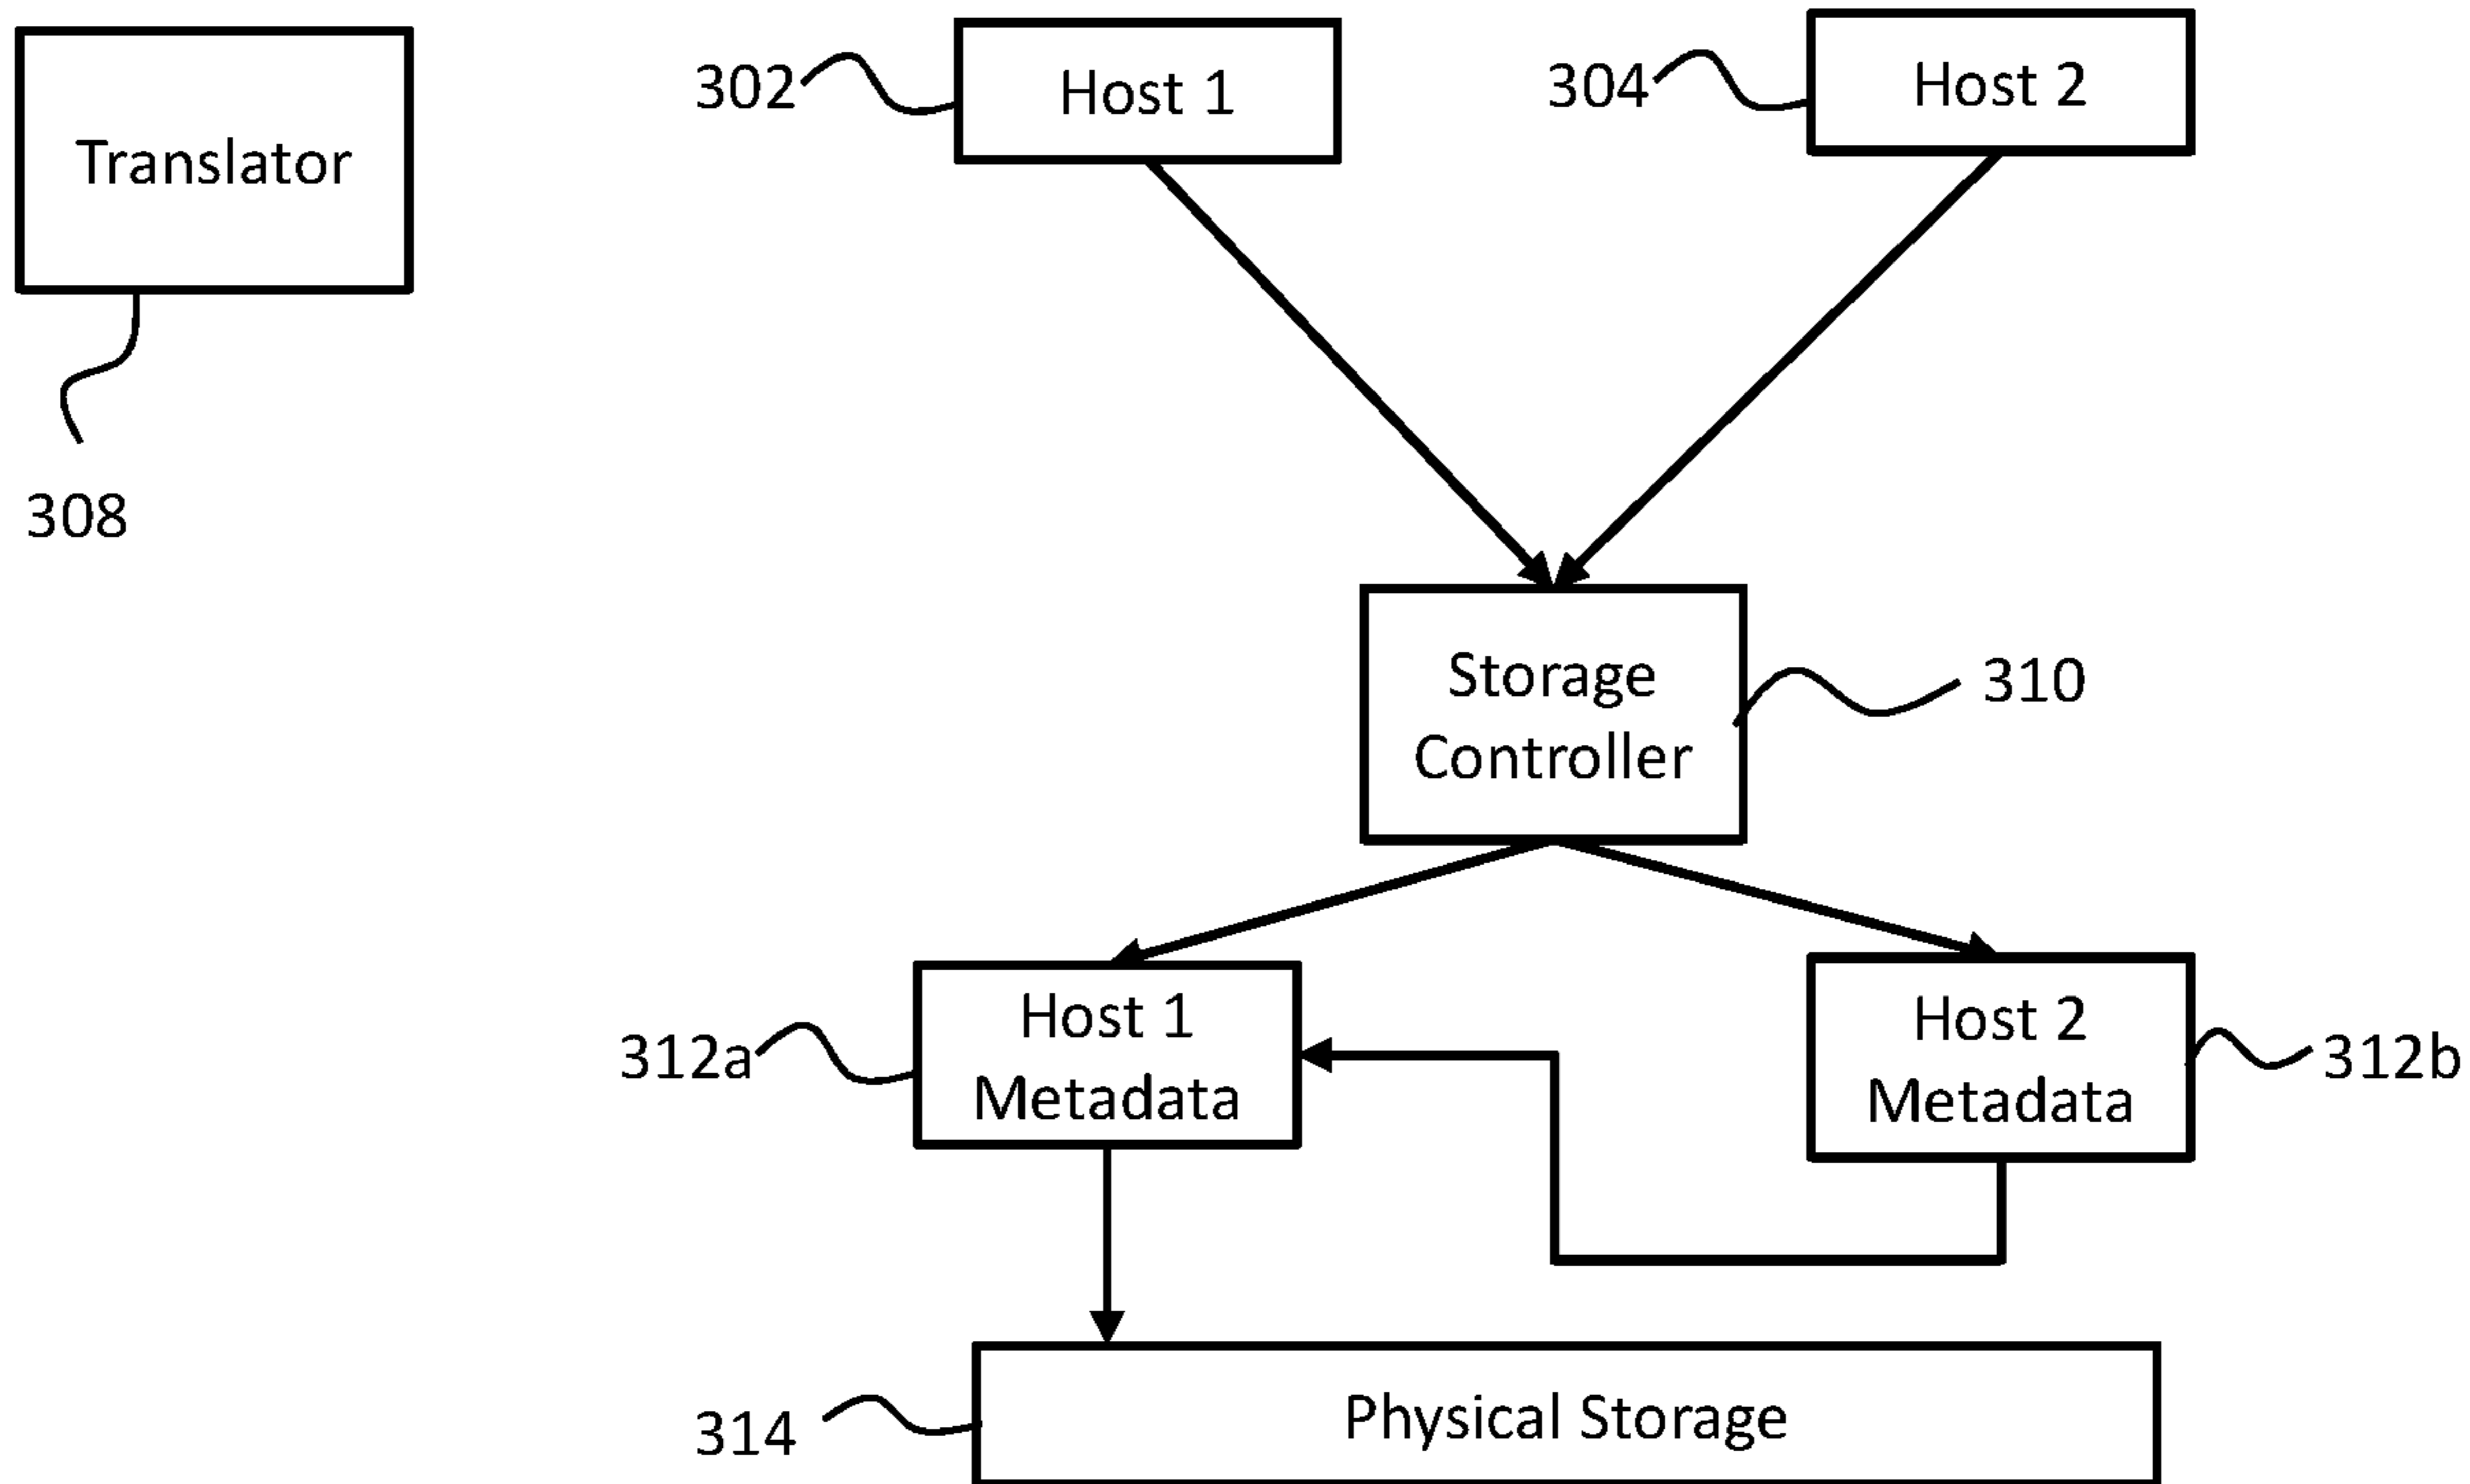 Translator
308
302
Host 1
304
Host 2
Storage
Controller
310
312a
Host 1
Metadata
Host 2
Metadata
312b
314
Physical Storage